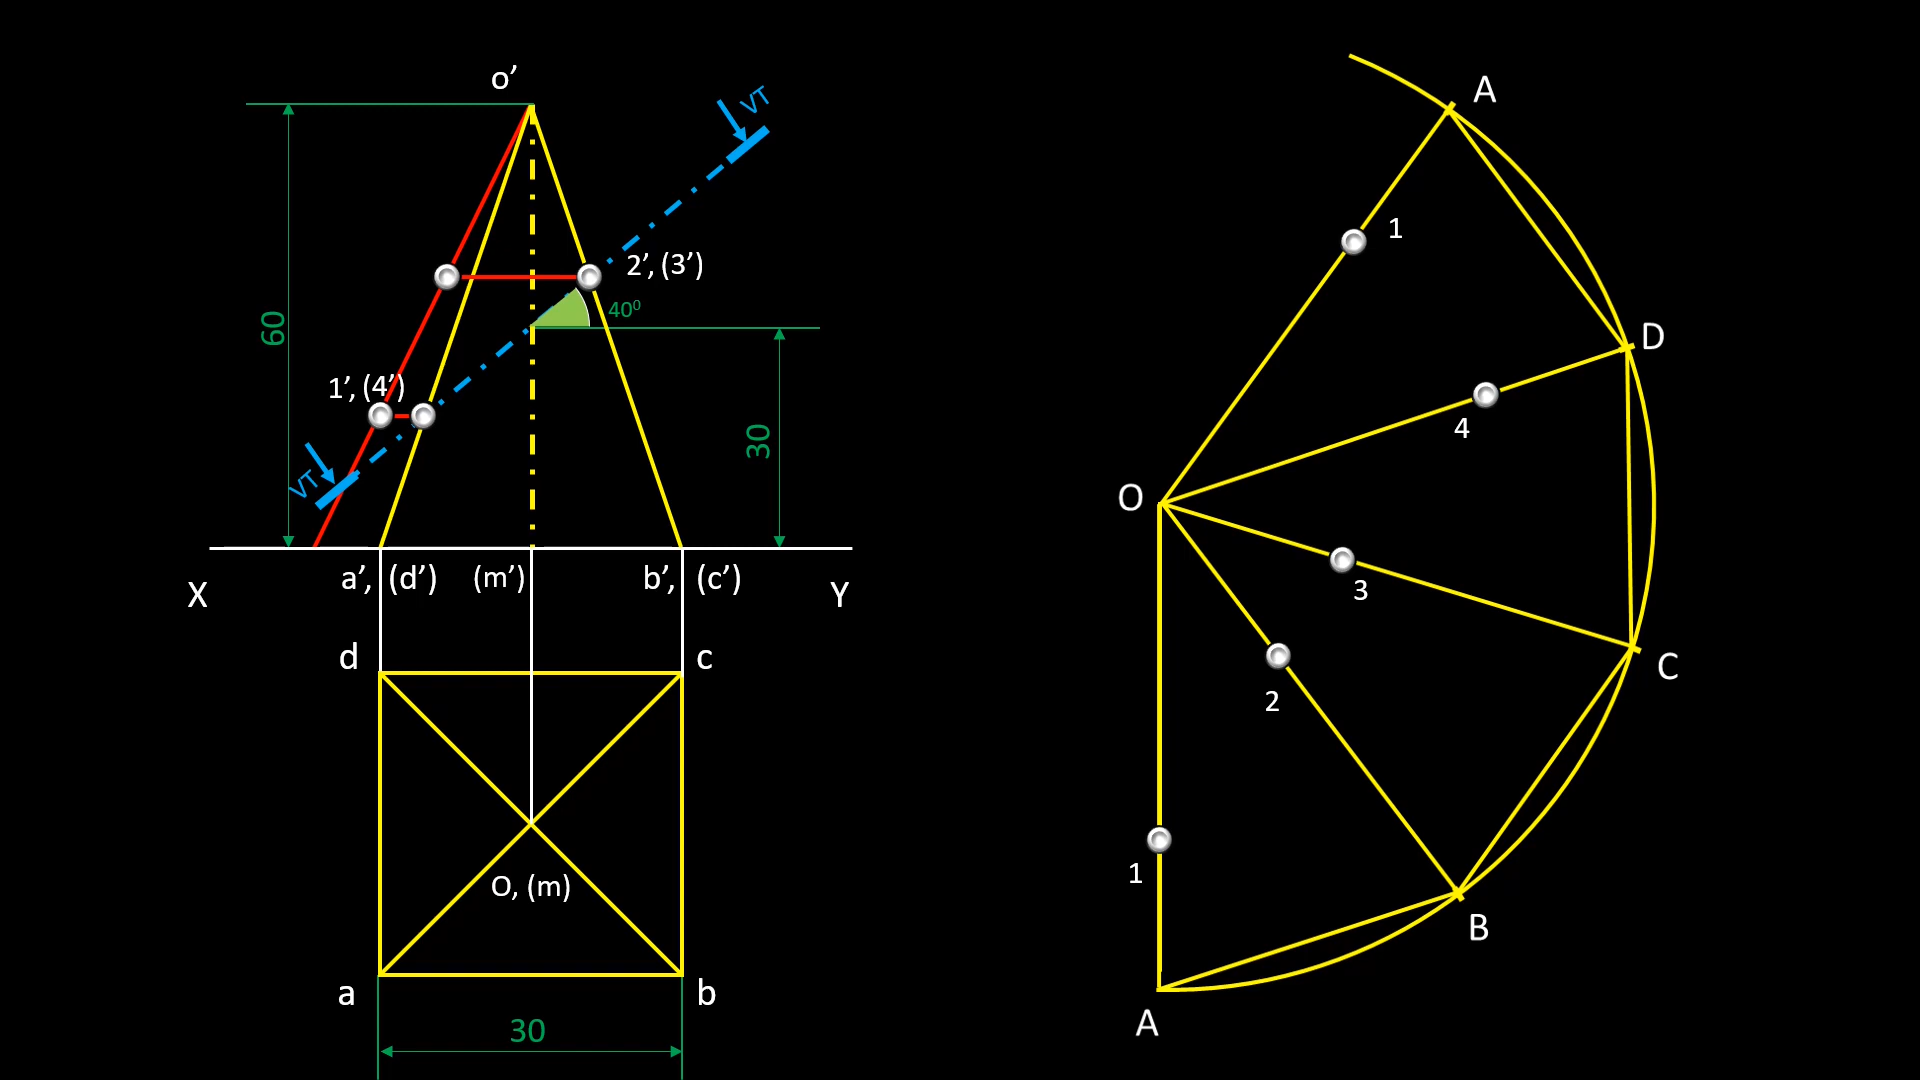 o’
VT
60
2’, (3’)
40⁰
1’, (4’)
30
VT
X
a’, (d’)
(m’)
b’, (c’)
Y
d
c
O, (m)
a
b
30
A
1
D
4
O
3
2
C
1
B
A